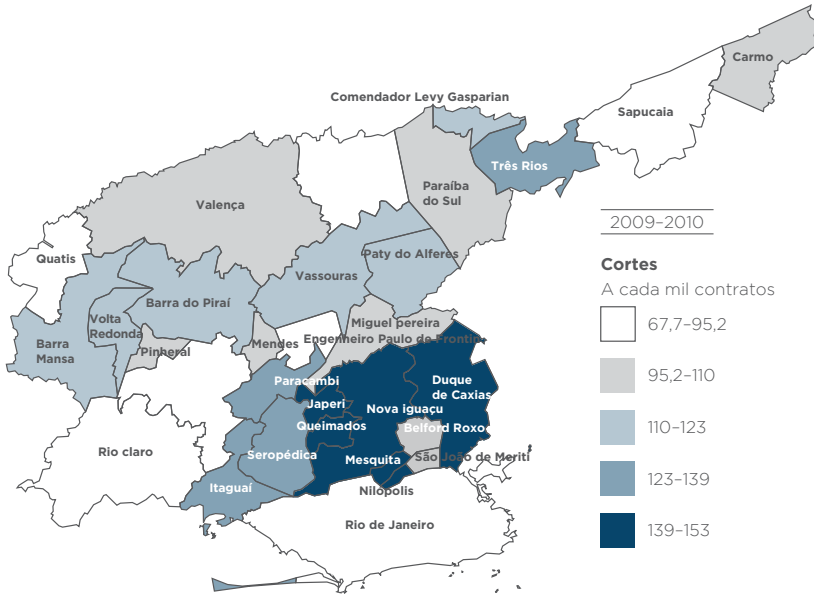 Carmo
Comendador Levy Gasparian
Sapucaia
Três Rios
Paraíba
do Sul
Valença
2009-2010
Quatis
Paty do Alferes
Cortes
Vassouras
A cada mil contratos
Barra do Piraí
Volta
Redonda
67,7-95,2
Miguel pereira
Engenheiro Paulo de Frontin
Barra
Mansa
Pinheral
Mendes
95,2-110
Paracambi
Duque
de Caxias
Japeri
Nova iguaçu
Queimados
Belford Roxo
110-123
Rio claro
Seropédica
Mesquita
São João de Meriti
123-139
Itaguaí
Nilópolis
Rio de Janeiro
139-153